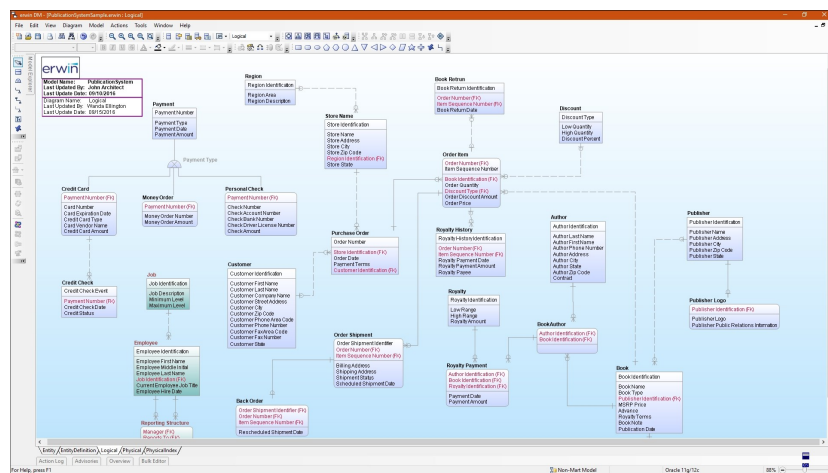 erwin DM - [PublicationSystemSample.erwin : Logical]
File Edit View Diagram Model Actions Tools Window Help
Logical
Model Explorer
erwin
Model Name: PublicationSystem
Last Updated By: John Architect
Last Update Date: 09/10/2016
Diagram Name: Logical
Last Updated By: Wanda Ellington
Last Update Date: 09/15/2016
Payment
Payment Number
Payment Type
Payment Date
Payment Amount
Payment Type
Credit Card
Payment Number (FK)
Card Number
Card Expiration Date
Credit Card Type
Card Vendor Name
Credit Card Amount
Money Order
Payment Number (FK)
Money Order Number
Money Order Amount
Personal Check
Payment Number (FK)
Check Number
Check Account Number
Check Bank Number
Check Driver License Number
Check Amount
Credit Check
Credit Check Event
Payment Number (FK)
Credit Check Date
Credit Status
Job
Job Identification
Job Description
Minimum Level
Maximum Level
Employee
Employee Identification
Employee First Name
Employee Middle Initial
Employee Last Name
Job Identification (FK)
Current Employee Job Title
Employee Hire Date
Reporting Structure
Manager (FK)
Reports To (FK)
Region
Region Identification
Region Area
Region Description
Store Name
Store Identification
Store Name
Store Address
Store City
Store Zip Code
Region Identification (FK)
Store State
Purchase Order
Order Number
Store Identification (FK)
Order Date
Payment Terms
Customer Identification (FK)
Customer
Customer Identification
Customer First Name
Customer Last Name
Customer Company Name
Customer Street Address
Customer City
Customer Zip Code
Customer Phone Area Code
Customer Phone Number
Customer Fax Area Code
Customer Fax Number
Customer State
Order Shipment
Order Shipment Identifier
Order Number (FK)
Item Sequence Number (FK)
Billing Address
Shipping Address
Shipment Status
Scheduled Shipment Date
Back Order
Order Shipment Identifier (FK)
Order Number (FK)
Item Sequence Number (FK)
Rescheduled Shipment Date
Book Retrun
Book Return Identification
Order Number (FK)
Item Sequence Number (FK)
Book Return Date
Discount
Discount Type
Low Quantity
High Quantity
Discount Percent
Order Item
Order Number (FK)
Item Sequence Number
Book Identification (FK)
Order Quantity
Discount Type (FK)
Order Discount Amount
Order Price
Royalty History
Royalty History Identification
Order Number (FK)
Item Sequence Number (FK)
Royalty Payment Date
Royalty Payment Amount
Royalty Payee
Royalty
Royalty Identification
Low Range
High Range
Royalty Amount
Royalty Payment
Author Identification (FK)
Book Identification (FK)
Royalty Identification (FK)
Payment Date
Payment Amount
Author
Author Identification
Author Last Name
Author First Name
Author Phone Number
Author Address
Author City
Author State
Author Zip Code
Contract
BookAuthor
Author Identification (FK)
Book Identification (FK)
Publisher
Publisher Identification
Publisher Name
Publisher Address
Publisher City
Publisher Zip Code
Publisher State
Publisher Logo
Publisher Identification (FK)
Publisher Logo
Publisher Public Relations Information
Book
Book Identification
Book Name
Book Type
Publisher Identification (FK)
MSRP Price
Advance
Royalty Terms
Book Note
Publication Date
Entity EntityDefinition Logical Physical PhysicalIndex
Action Log Advisories Overview Bulk Editor
For Help, press F1
Non-Mart Model
Oracle 11g/12c
88%